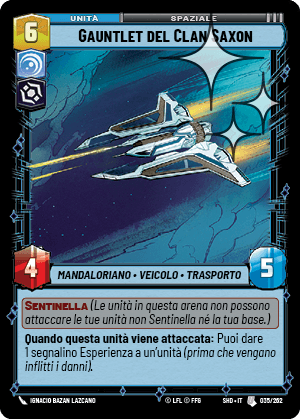 6
UNITÀ
SPAZIALE
GAUNTLET DEL CLAN SAXON
4
5
MANDALORIANO • VEICOLO • TRASPORTO
SENTINELLA (Le unità in questa arena non possono
attaccare le tue unità non Sentinella né la tua base.)
Quando questa unità viene attaccata: Puoi dare
1 segnalino Esperienza a un'unità (prima che vengano
inflitti i danni).
IGNACIO BAZAN LAZCANO
© LFL © FFG
SHD • IT
035/262